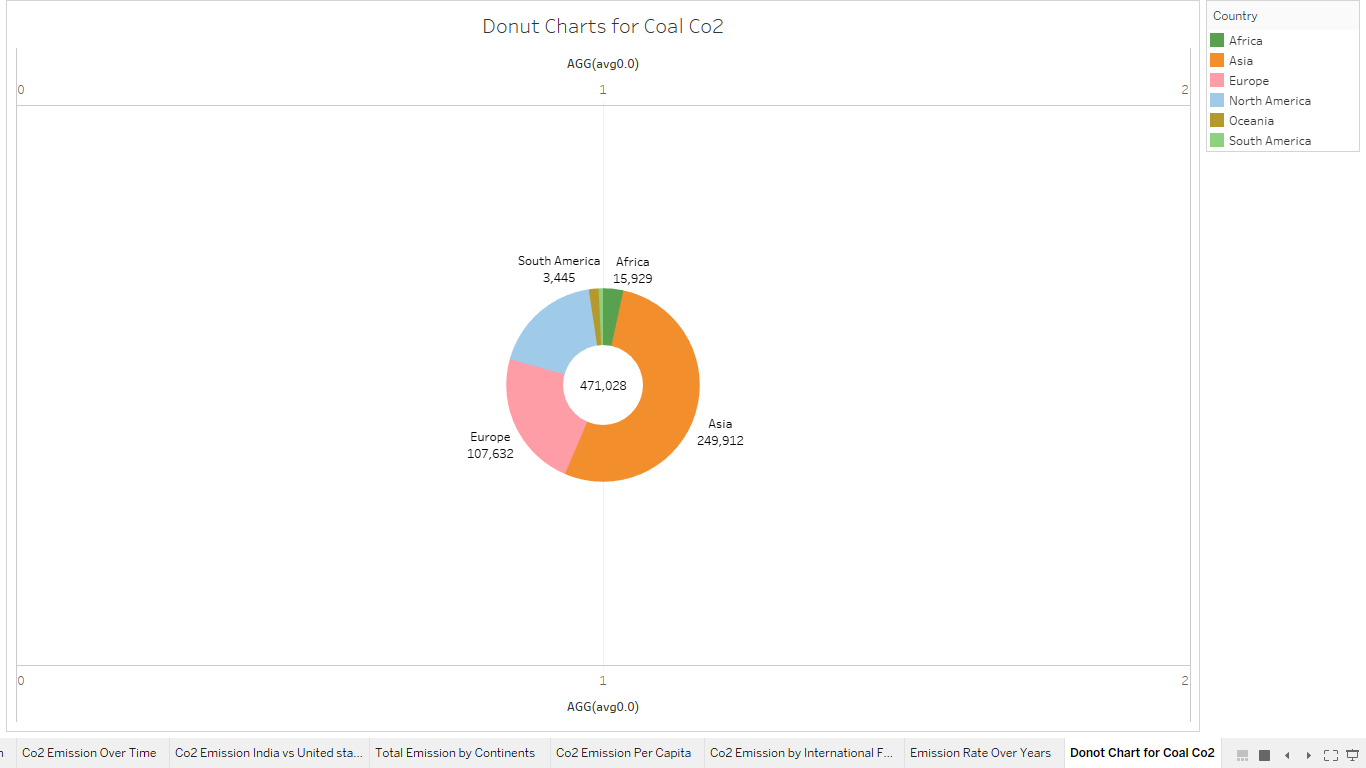 Donut Charts for Coal Co2
AGG(avg0.0)
0 1 2
South America
3,445
Africa
15,929
471,028
Asia
249,912
Europe
107,632
0 1 2
AGG(avg0.0)
Country
Africa
Asia
Europe
North America
Oceania
South America
Co2 Emission Over Time Co2 Emission India vs United sta... Total Emission by Continents Co2 Emission Per Capita Co2 Emission by International F... Emission Rate Over Years Donot Chart for Coal Co2